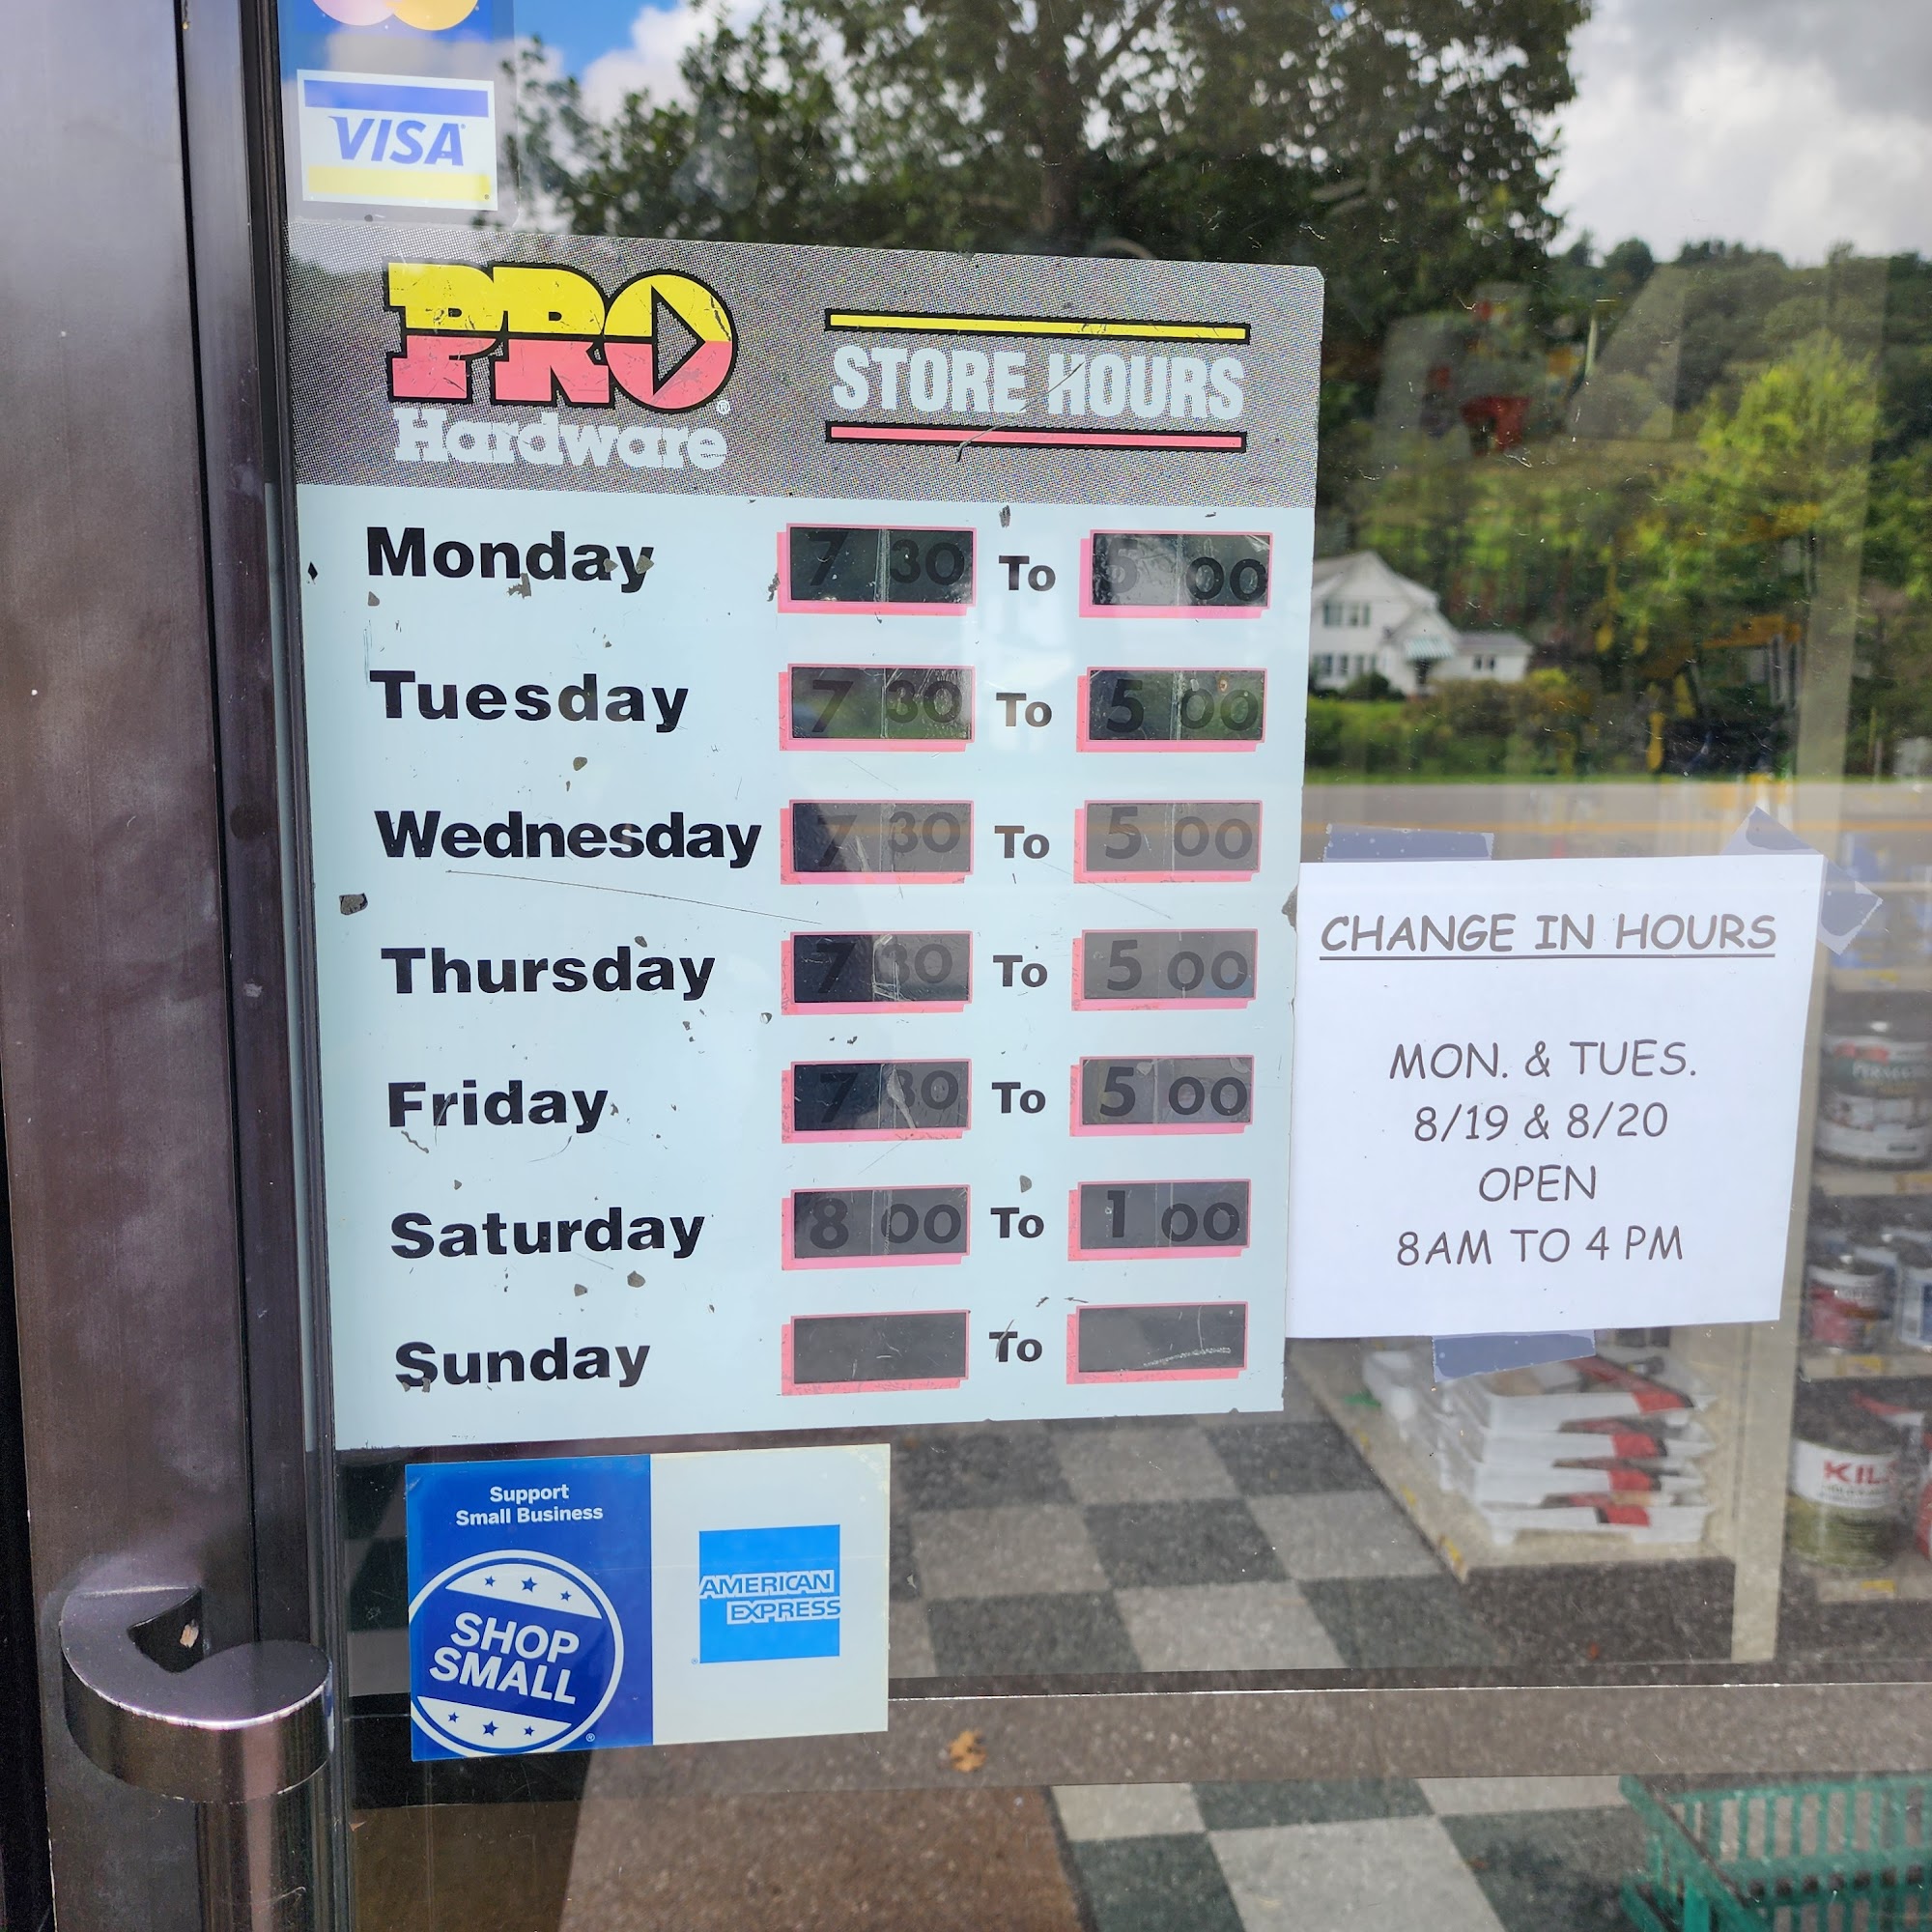 VISA
PRO
Hardware
STORE HOURS
Monday 7 30 To 5 00
Tuesday 7 30 To 5 00
Wednesday 7 30 To 5 00
Thursday 7 30 To 5 00
Friday 7 30 To 5 00
Saturday 8 00 To 1 00
Sunday To
CHANGE IN HOURS
MON. & TUES.
8/19 & 8/20
OPEN
8AM TO 4 PM
Support
Small Business
SHOP
SMALL
AMERICAN
EXPRESS